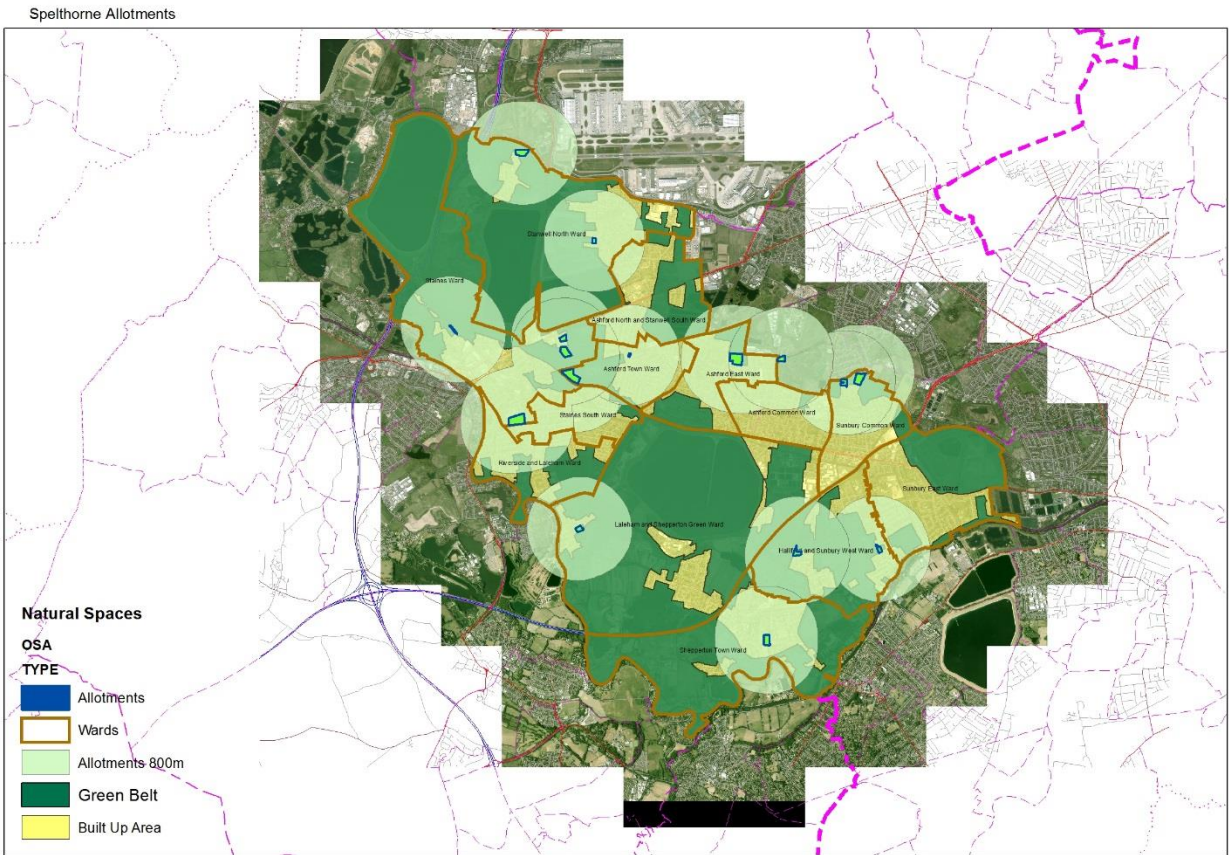 Spelthorne Allotments
Stanwell North Ward
Staines Ward
Ashford North and Stanwell South Ward
Ashford Town Ward
Ashford East Ward
Ashford Common Ward
Staines South Ward
Sunbury Common Ward
Riverside and Laleham Ward
Sunbury East Ward
Laleham and Shepperton Green Ward
Halliford and Sunbury West Ward
Shepperton Town Ward
Natural Spaces
OSA
TYPE
Allotments
Wards
Allotments 800m
Green Belt
Built Up Area